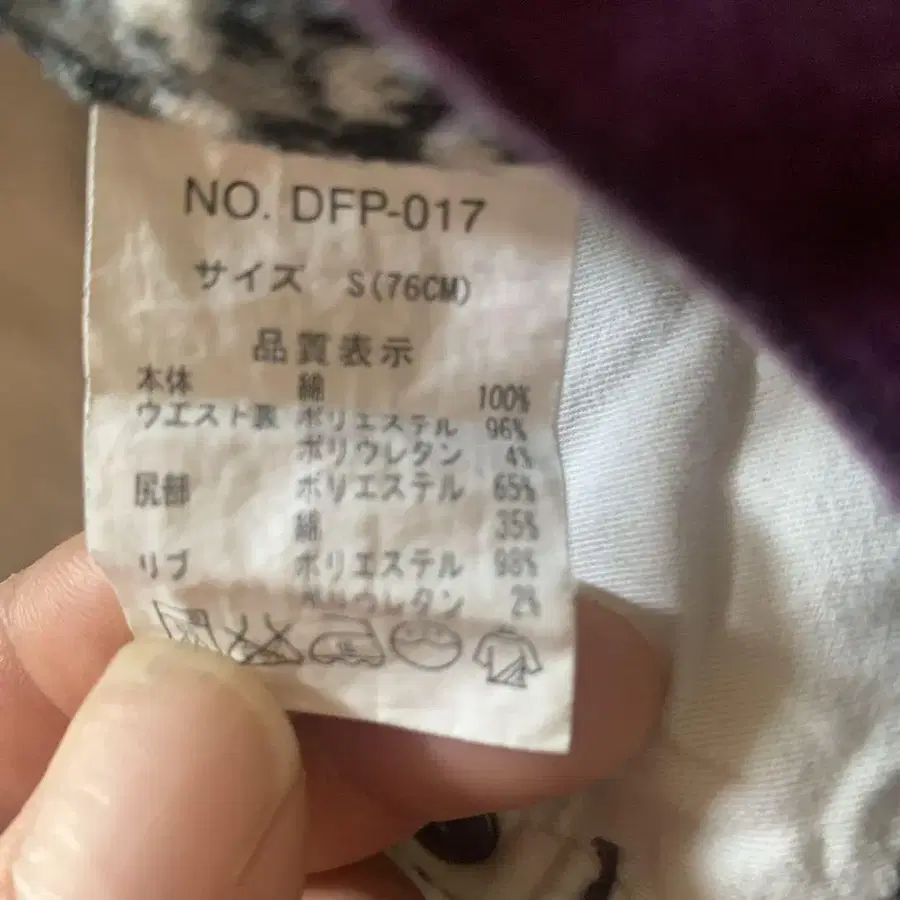 NO. DFP-017
サイズ S(76CM)
品質表示
本体 綿 100%
ウエスト裏 ポリエステル 96%
ポリウレタン 4%
尻部 ポリエステル 65%
綿 35%
リブ ポリエステル 98%
ポリウレタン 2%